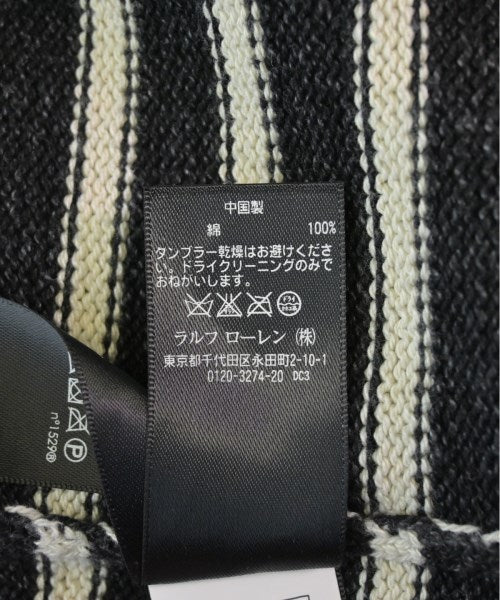 中国製
綿 100%
タンブラー乾燥はお避けくださ
い。ドライクリーニングのみで
おねがいします。
ドライ
ラルフ ローレン (株)
東京都千代田区永田町2-10-1
0120-3274-20 DC3
P